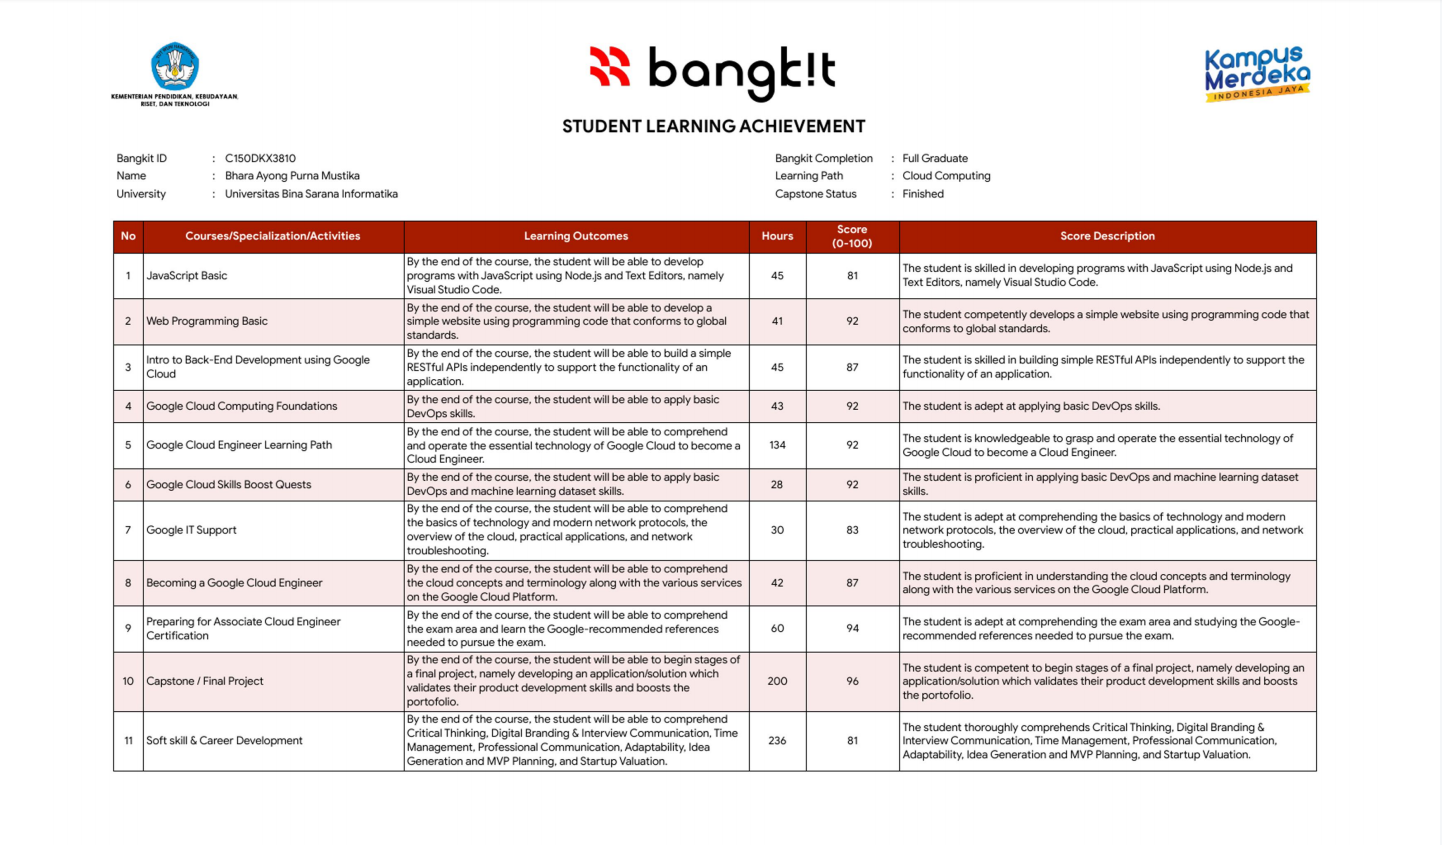 KEMENTERIAN PENDIDIKAN, KEBUDAYAAN,
RISET, DAN TEKNOLOGI
bangk!t
Kampus
Merdeka
INDONESIA JAYA
STUDENT LEARNING ACHIEVEMENT
Bangkit ID : C150DKX3810
Name : Bhara Ayong Purna Mustika
University : Universitas Bina Sarana Informatika
Bangkit Completion : Full Graduate
Learning Path : Cloud Computing
Capstone Status : Finished
No Courses/Specialization/Activities Learning Outcomes Hours Score (0-100) Score Description
1 JavaScript Basic
By the end of the course, the student will be able to develop
programs with JavaScript using Node.js and Text Editors, namely
Visual Studio Code.
45 81
The student is skilled in developing programs with JavaScript using Node.js and
Text Editors, namely Visual Studio Code.
2 Web Programming Basic
By the end of the course, the student will be able to develop a
simple website using programming code that conforms to global
standards.
41 92
The student competently develops a simple website using programming code that
conforms to global standards.
3 Intro to Back-End Development using Google
Cloud
By the end of the course, the student will be able to build a simple
RESTful APIs independently to support the functionality of an
application.
45 87
The student is skilled in building simple RESTful APIs independently to support the
functionality of an application.
4 Google Cloud Computing Foundations
By the end of the course, the student will be able to apply basic
DevOps skills.
43 92
The student is adept at applying basic DevOps skills.
5 Google Cloud Engineer Learning Path
By the end of the course, the student will be able to comprehend
and operate the essential technology of Google Cloud to become a
Cloud Engineer.
134 92
The student is knowledgeable to grasp and operate the essential technology of
Google Cloud to become a Cloud Engineer.
6 Google Cloud Skills Boost Quests
By the end of the course, the student will be able to apply basic
DevOps and machine learning dataset skills.
28 92
The student is proficient in applying basic DevOps and machine learning dataset
skills.
7 Google IT Support
By the end of the course, the student will be able to comprehend
the basics of technology and modern network protocols, the
overview of the cloud, practical applications, and network
troubleshooting.
30 83
The student is adept at comprehending the basics of technology and modern
network protocols, the overview of the cloud, practical applications, and network
troubleshooting.
8 Becoming a Google Cloud Engineer
By the end of the course, the student will be able to comprehend
the cloud concepts and terminology along with the various services
on the Google Cloud Platform.
42 87
The student is proficient in understanding the cloud concepts and terminology
along with the various services on the Google Cloud Platform.
9 Preparing for Associate Cloud Engineer
Certification
By the end of the course, the student will be able to comprehend
the exam area and learn the Google-recommended references
needed to pursue the exam.
60 94
The student is adept at comprehending the exam area and studying the Google-
recommended references needed to pursue the exam.
10 Capstone / Final Project
By the end of the course, the student will be able to begin stages of
a final project, namely developing an application/solution which
validates their product development skills and boosts the
portofolio.
200 96
The student is competent to begin stages of a final project, namely developing an
application/solution which validates their product development skills and boosts
the portofolio.
11 Soft skill & Career Development
By the end of the course, the student will be able to comprehend
Critical Thinking, Digital Branding & Interview Communication, Time
Management, Professional Communication, Adaptability, Idea
Generation and MVP Planning, and Startup Valuation.
236 81
The student thoroughly comprehends Critical Thinking, Digital Branding &
Interview Communication, Time Management, Professional Communication,
Adaptability, Idea Generation and MVP Planning, and Startup Valuation.